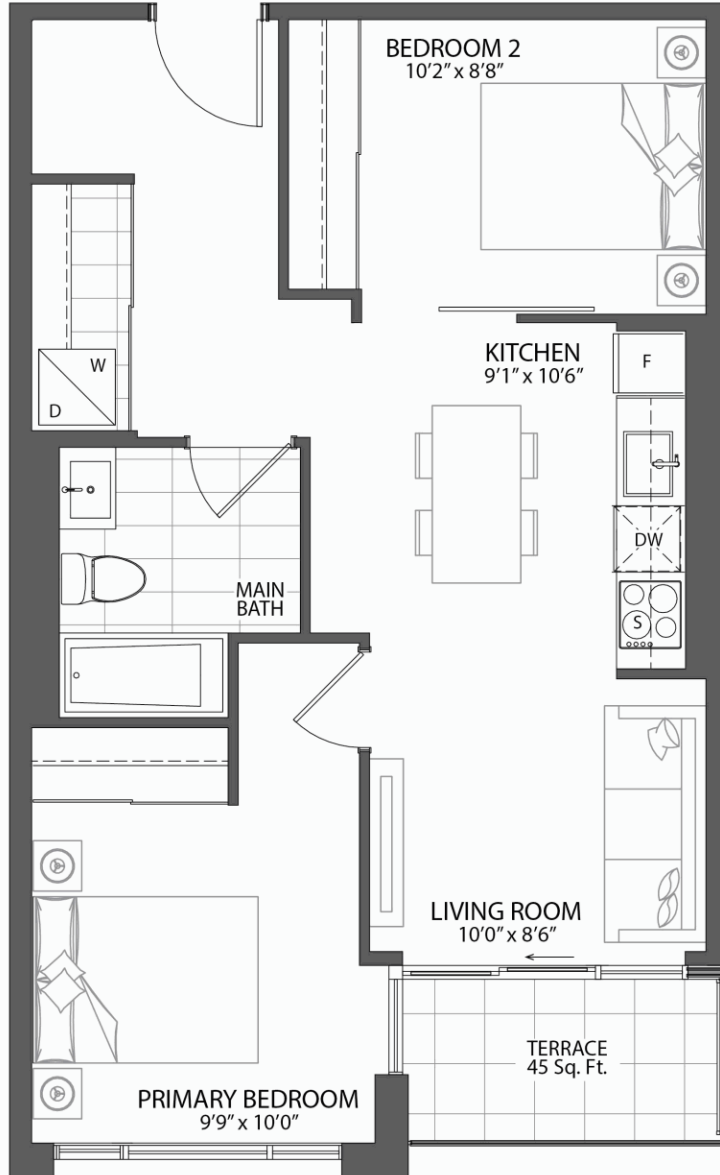 BEDROOM 2
10'2" x 8'8"
W
D
KITCHEN
9'1" x 10'6"
F
DW
S
MAIN
BATH
LIVING ROOM
10'0" x 8'6"
TERRACE
45 Sq. Ft.
PRIMARY BEDROOM
9'9" x 10'0"